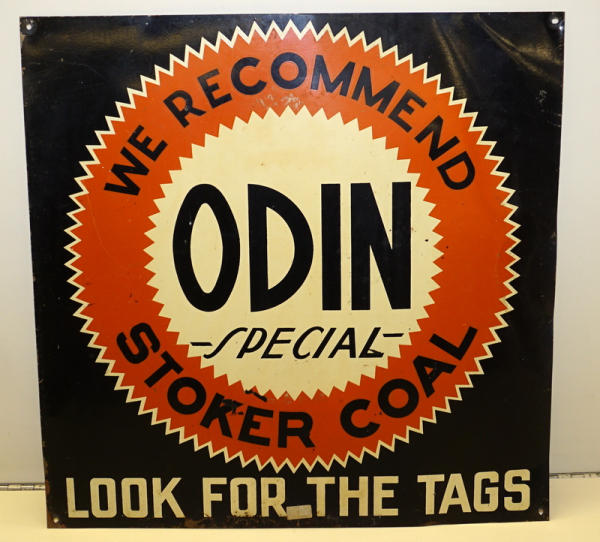 WE RECOMMEND
ODIN
-SPECIAL-
STOKER COAL
LOOK FOR THE TAGS